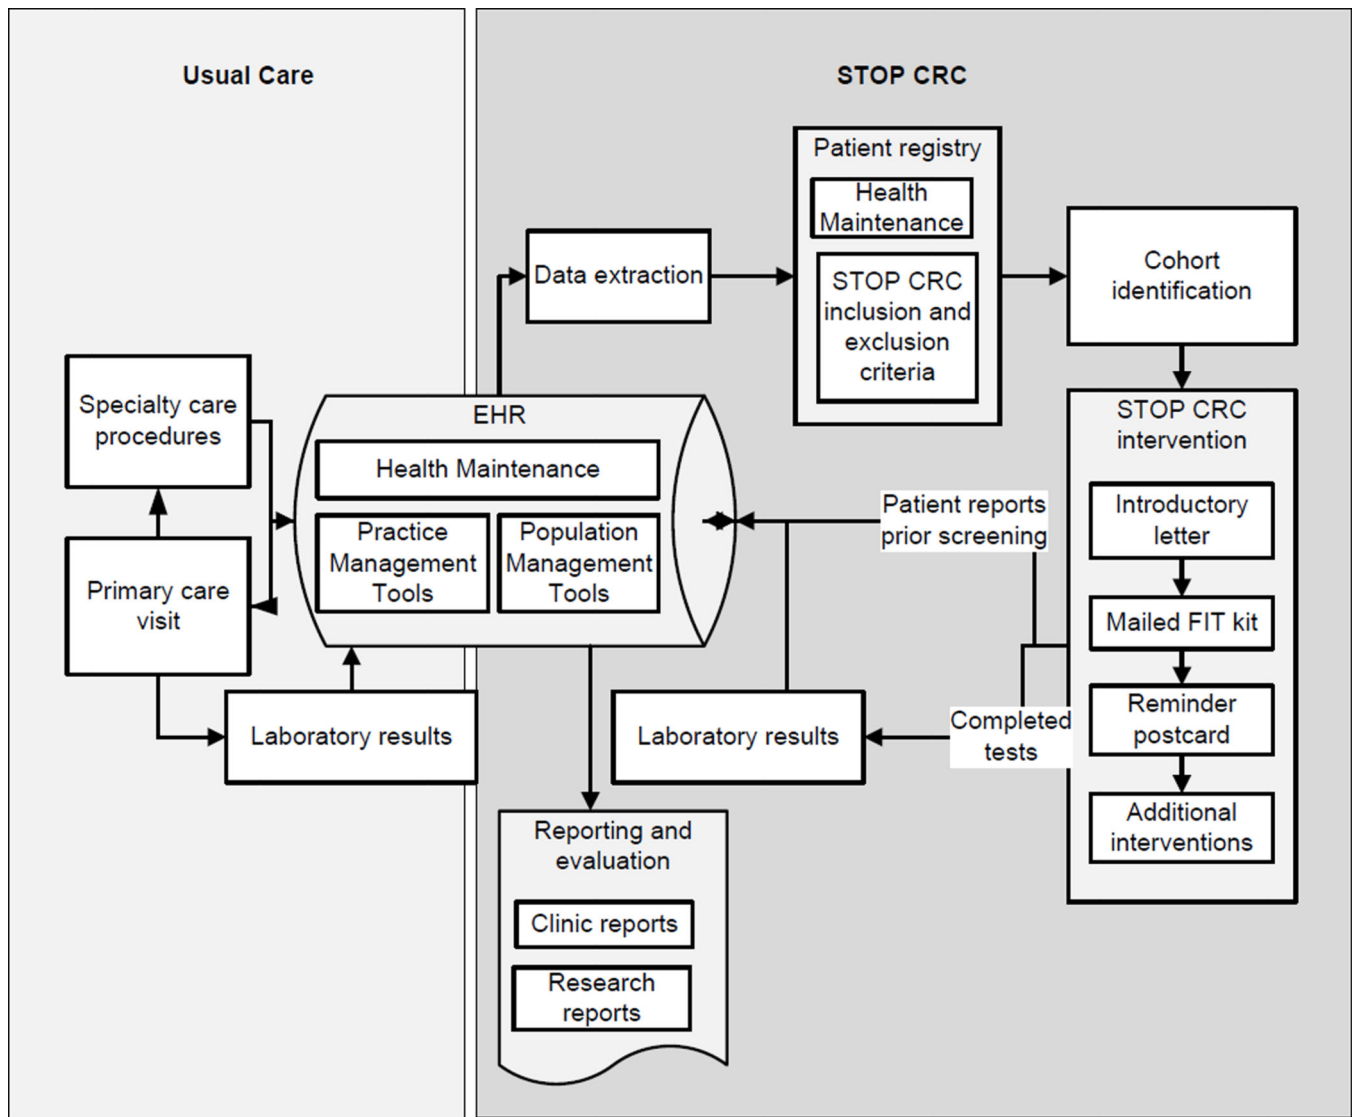 Usual Care
STOP CRC
Patient registry
Health
Maintenance
STOP CRC
inclusion and
exclusion
criteria
Data extraction
Cohort
identification
Specialty care
procedures
Primary care
visit
EHR
Health Maintenance
Practice
Management
Tools
Population
Management
Tools
Patient reports
prior screening
STOP CRC
intervention
Introductory
letter
Mailed FIT kit
Reminder
postcard
Additional
interventions
Laboratory results
Laboratory results
Completed
tests
Reporting and
evaluation
Clinic reports
Research
reports